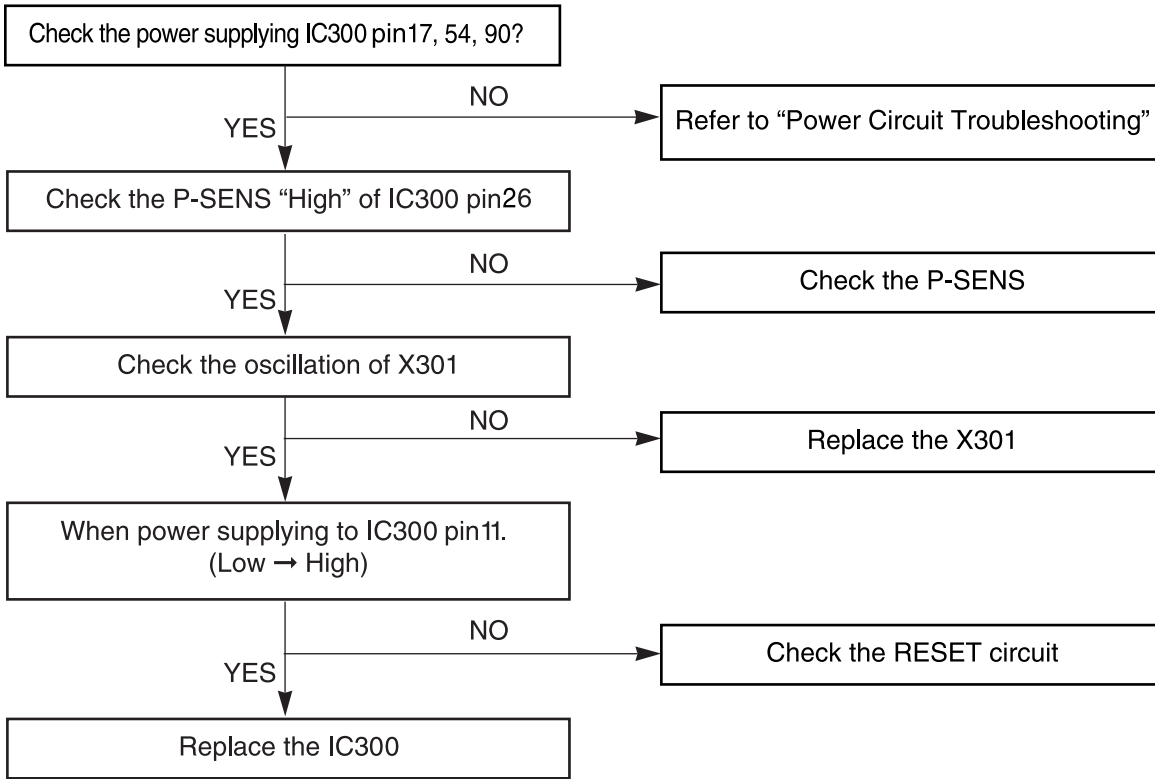 Check the power supplying IC300 pin17, 54, 90?
NO
YES
Refer to “Power Circuit Troubleshooting”
Check the P-SENS “High” of IC300 pin26
NO
YES
Check the P-SENS
Check the oscillation of X301
NO
YES
Replace the X301
When power supplying to IC300 pin11.
(Low → High)
NO
YES
Check the RESET circuit
Replace the IC300